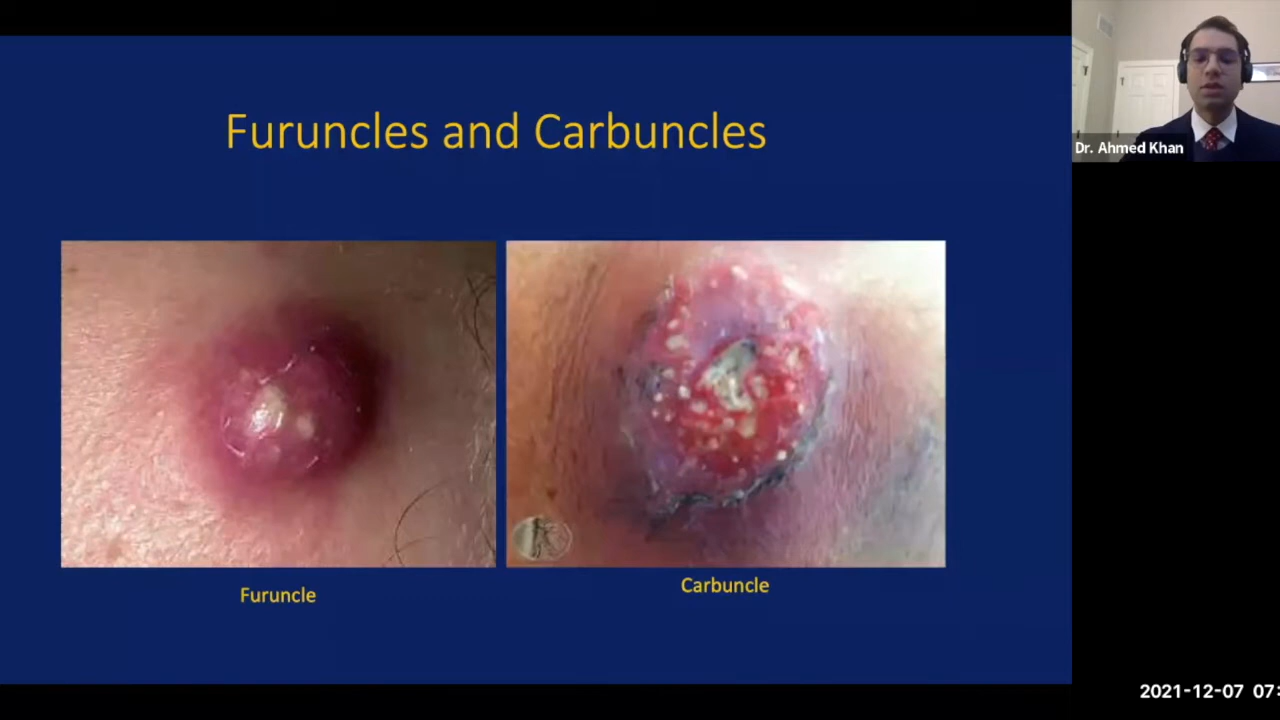 Furuncles and Carbuncles
Dr. Ahmed Khan
Furuncle
Carbuncle
2021-12-07 07: